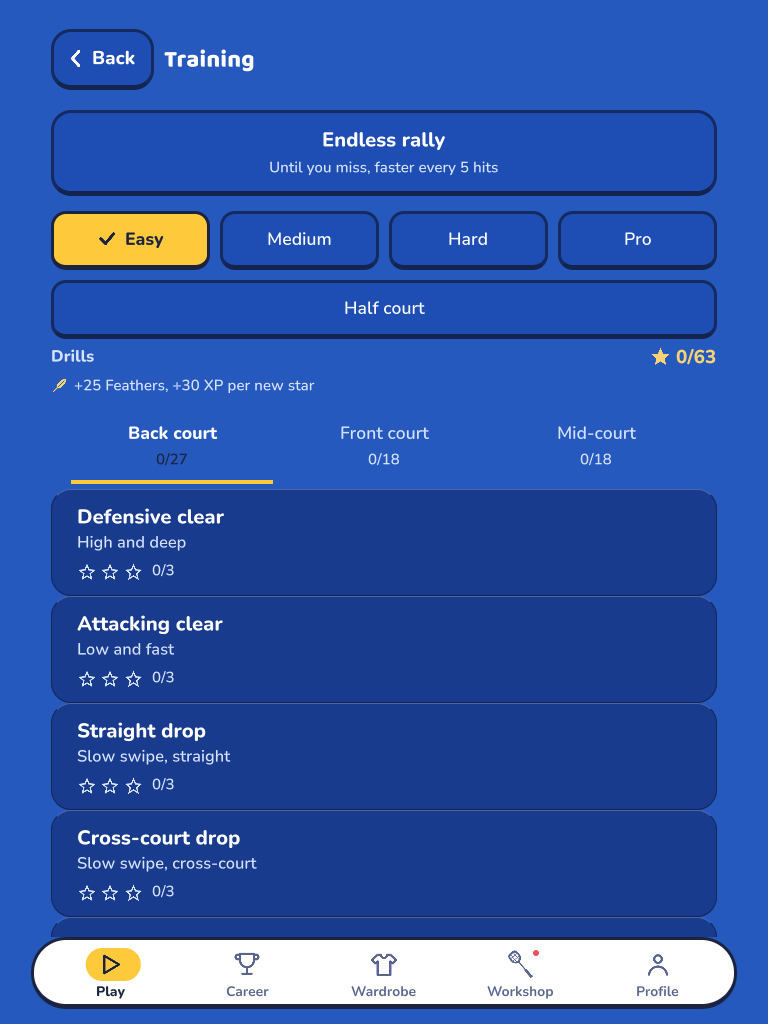 Back
Training
Endless rally
Until you miss, faster every 5 hits
Easy
Medium
Hard
Pro
Half court
Drills
0/63
+25 Feathers, +30 XP per new star
Back court
0/27
Front court
0/18
Mid-court
0/18
Defensive clear
High and deep
0/3
Attacking clear
Low and fast
0/3
Straight drop
Slow swipe, straight
0/3
Cross-court drop
Slow swipe, cross-court
0/3
Play
Career
Wardrobe
Workshop
Profile